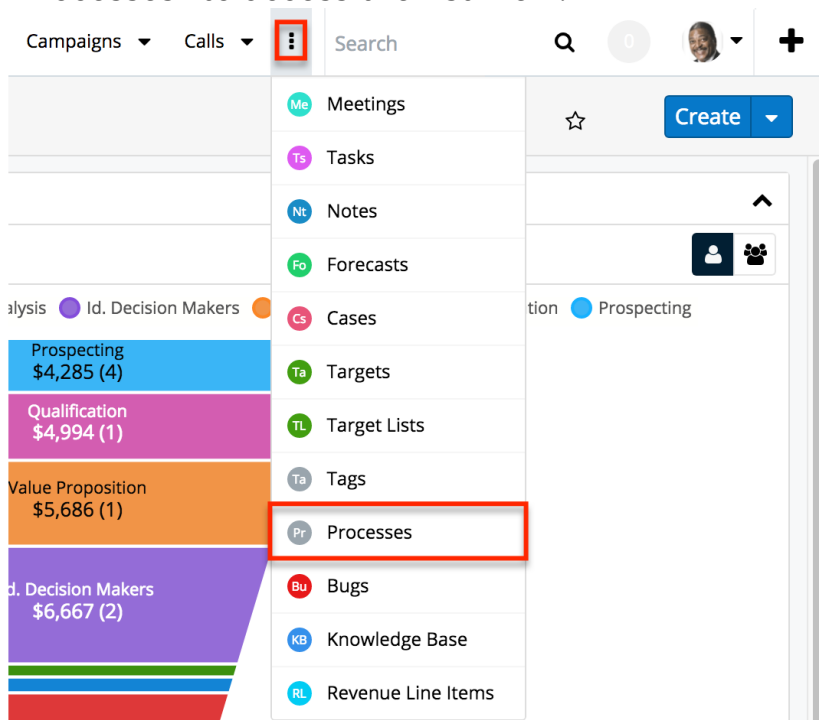 Campaigns Calls Search 0
Me Meetings
Create
Ts Tasks
Nt Notes
Fo Forecasts
alysis Id. Decision Makers tion Prospecting
Cs Cases
Prospecting
$4,285 (4)
Ta Targets
Qualification
$4,994 (1)
TL Target Lists
Ta Tags
Value Proposition
$5,686 (1)
Pr Processes
Bu Bugs
d. Decision Makers
$6,667 (2)
KB Knowledge Base
RL Revenue Line Items